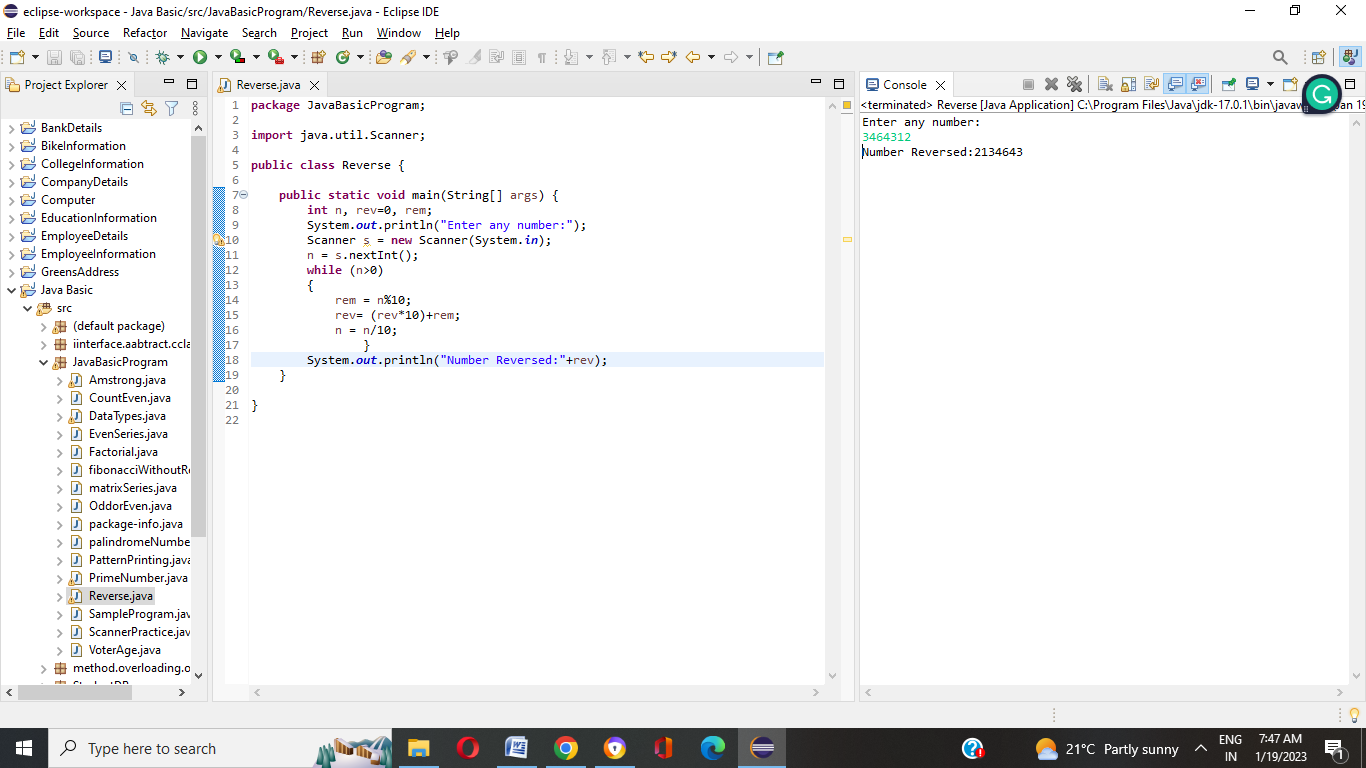 eclipse-workspace - Java Basic/src/JavaBasicProgram/Reverse.java - Eclipse IDE
File Edit Source Refactor Navigate Search Project Run Window Help
Project Explorer
BankDetails
BikeInformation
CollegeInformation
CompanyDetails
Computer
EducationInformation
EmployeeDetails
EmployeeInformation
GreensAddress
Java Basic
src
(default package)
iinterface.aabtract.ccla
JavaBasicProgram
Amstrong.java
CountEven.java
DataTypes.java
EvenSeries.java
Factorial.java
fibonacciWithoutRe
matrixSeries.java
OddorEven.java
package-info.java
palindromeNumbe
PatternPrinting.java
PrimeNumber.java
Reverse.java
SampleProgram.jav
ScannerPractice.jav
VoterAge.java
method.overloading.o
Reverse.java
1 package JavaBasicProgram;
2
3 import java.util.Scanner;
4
5 public class Reverse {
6
7 public static void main(String[] args) {
8 int n, rev=0, rem;
9 System.out.println("Enter any number:");
10 Scanner s = new Scanner(System.in);
11 n = s.nextInt();
12 while (n>0)
13 {
14 rem = n%10;
15 rev= (rev*10)+rem;
16 n = n/10;
17 }
18 System.out.println("Number Reversed:"+rev);
19 }
20
21 }
22
Console
<terminated> Reverse [Java Application] C:\Program Files\Java\jdk-17.0.1\bin\javaw
an 19
Enter any number:
3464312
Number Reversed:2134643
Type here to search
21°C Partly sunny
ENG
IN
7:47 AM
1/19/2023
1